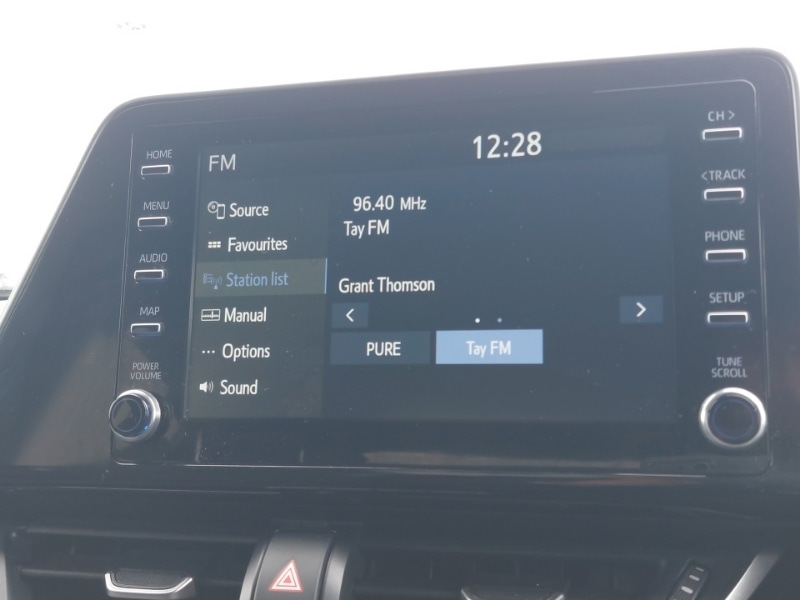 FM
12:28
Source
Favourites
Station list
Manual
Options
Sound
96.40 MHz
Tay FM
Grant Thomson
PURE
Tay FM
HOME
MENU
AUDIO
MAP
POWER
VOLUME
CH >
< TRACK
PHONE
SETUP
TUNE
SCROLL